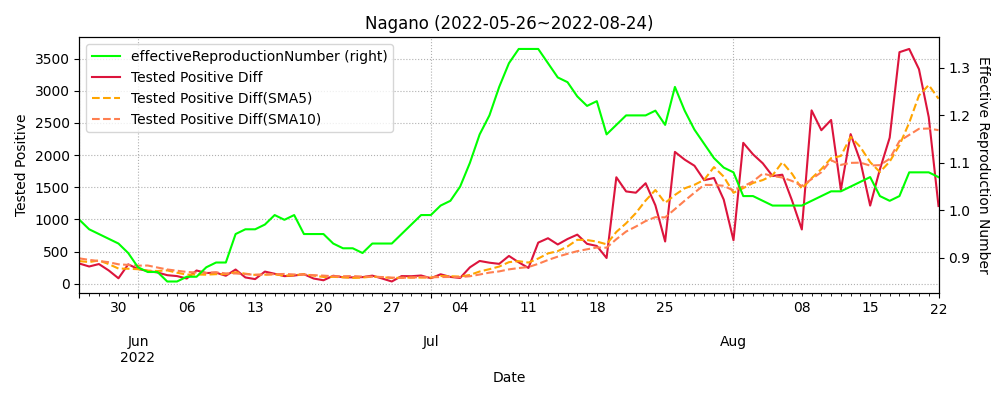 Nagano (2022-05-26~2022-08-24)
effectiveReproductionNumber (right)
Tested Positive Diff
Tested Positive Diff(SMA5)
Tested Positive Diff(SMA10)
Tested Positive
3500
3000
2500
2000
1500
1000
500
0
1.3
1.2
1.1
1.0
0.9
Effective Reproduction Number
30 06 13 20 27 04 11 18 25 08 15 22
Jun Jul Aug
2022
Date